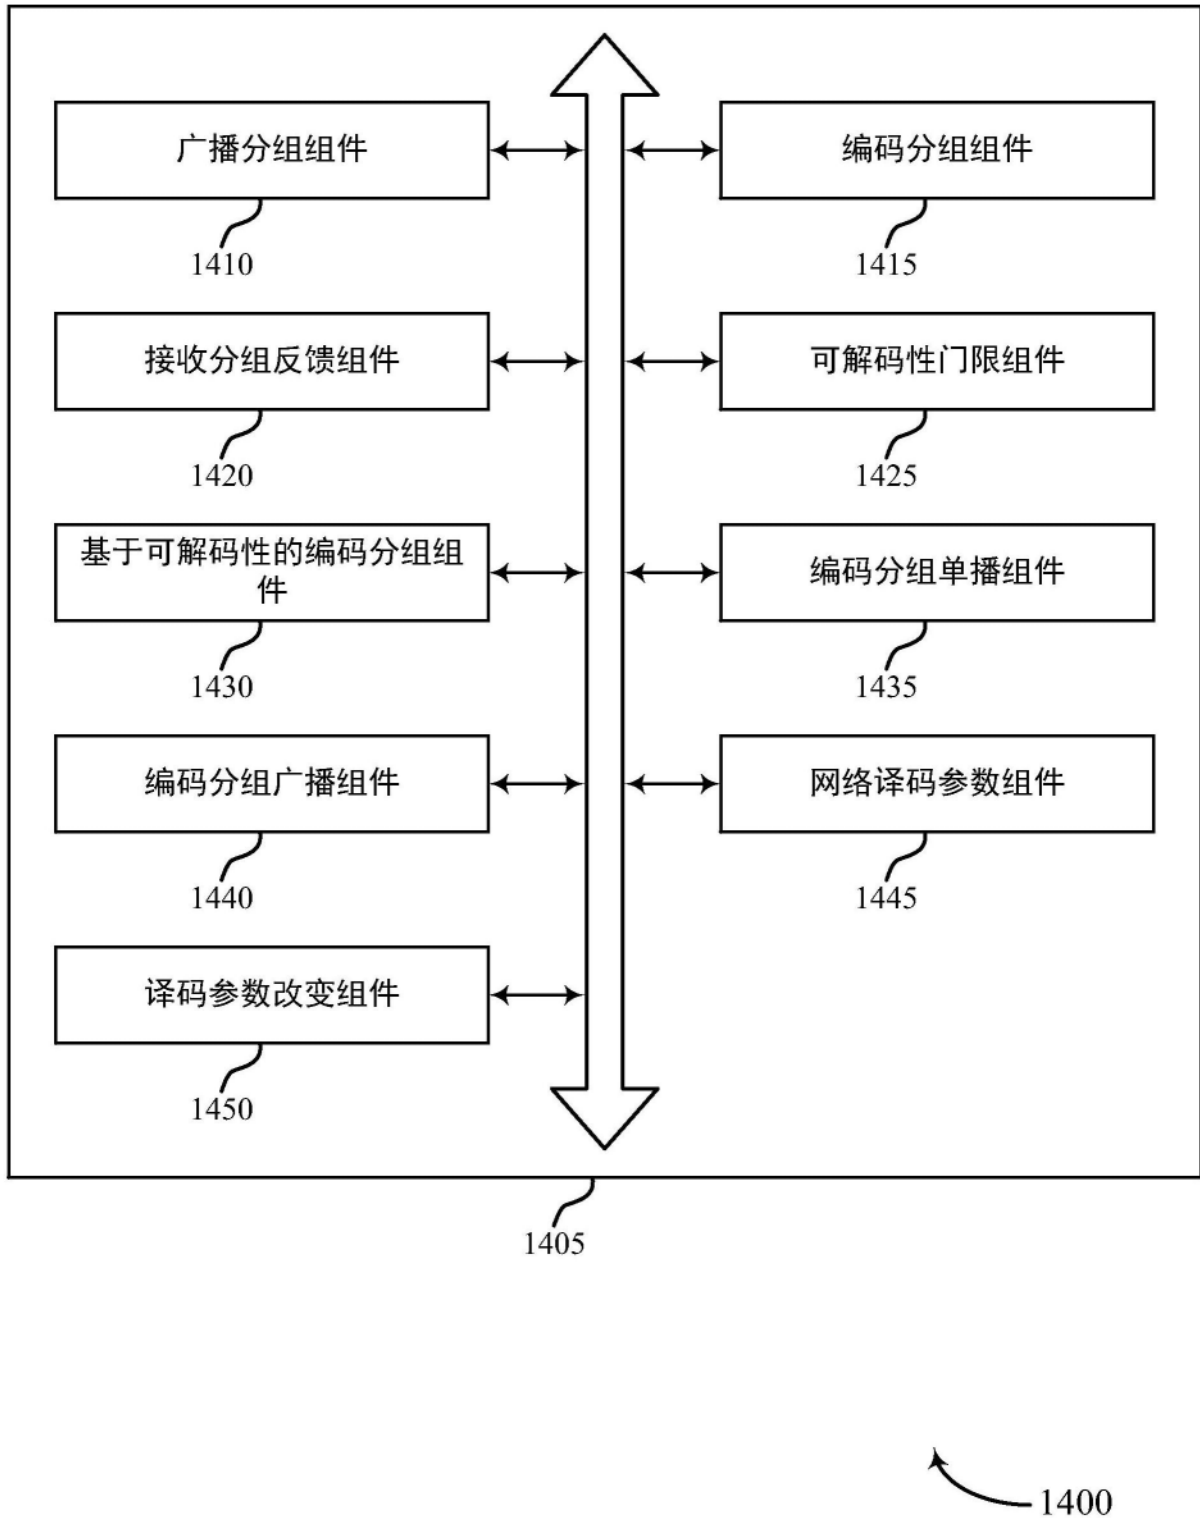 广播分组组件
编码分组组件
1410
1415
接收分组反馈组件
可解码性门限组件
1420
1425
基于可解码性的编码分组组
件
编码分组单播组件
1430
1435
编码分组广播组件
网络译码参数组件
1440
1445
译码参数改变组件
1450
1405
1400